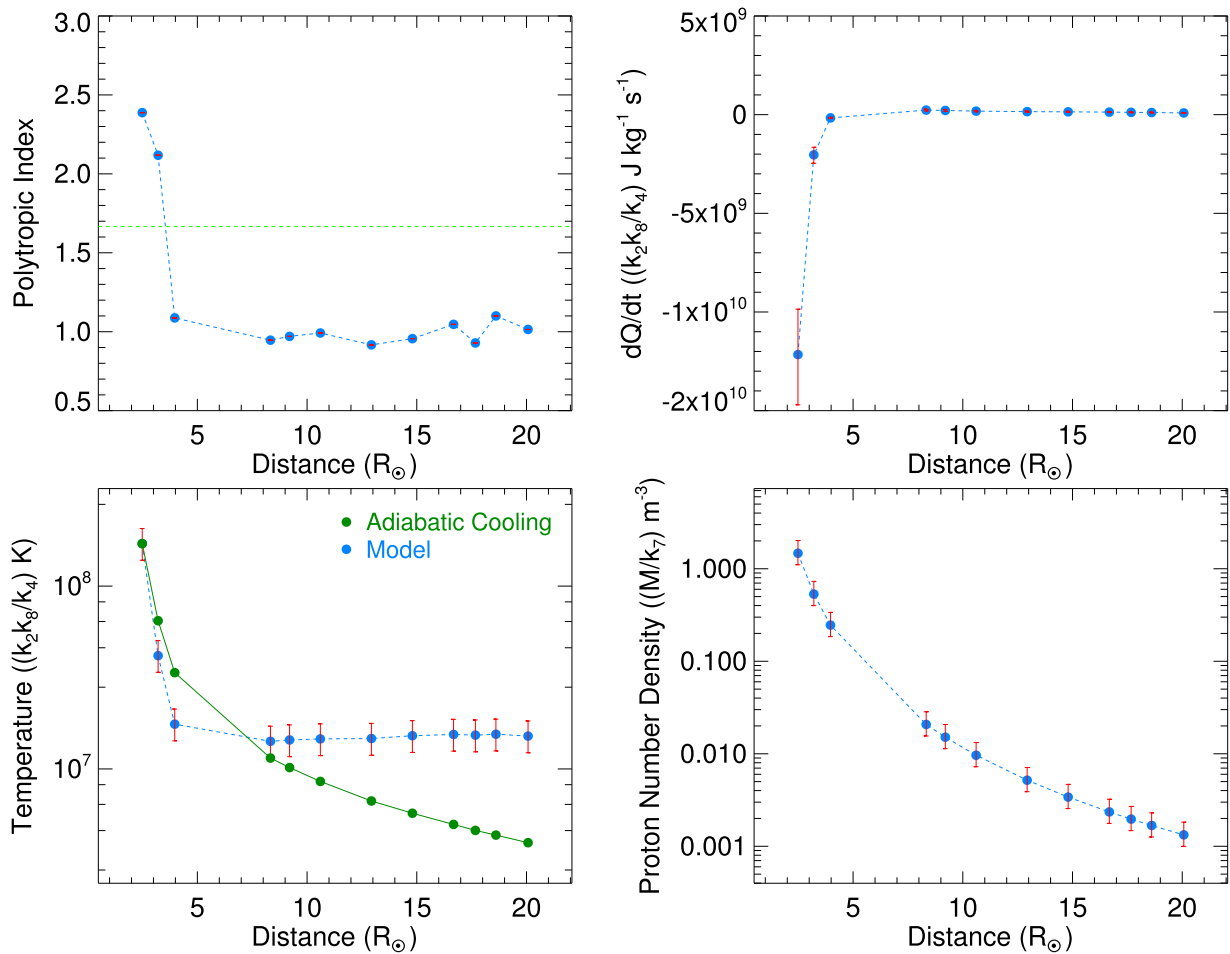 3.0
2.5
2.0
1.5
1.0
0.5
Polytropic Index
5 10 15 20
Distance (R☉)
5x10⁹
0
-5x10⁹
-1x10¹⁰
-2x10¹⁰
dQ/dt ((k₂k₈/k₄) J kg⁻¹ s⁻¹)
5 10 15 20
Distance (R☉)
Adiabatic Cooling
Model
10⁸
10⁷
Temperature ((k₂k₈/k₄) K)
5 10 15 20
Distance (R☉)
1.000
0.100
0.010
0.001
Proton Number Density ((M/k₇) m⁻³)
5 10 15 20
Distance (R☉)